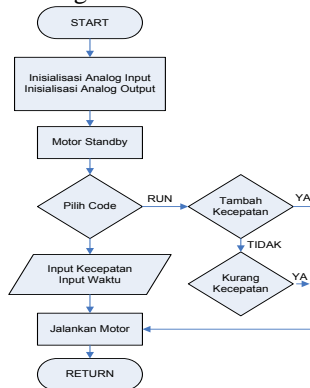 START
Inisialisasi Analog Input
Inisialisasi Analog Output
Motor Standby
Pilih Code
RUN
Tambah
Kecepatan
YA
TIDAK
Input Kecepatan
Input Waktu
Kurang
Kecepatan
YA
Jalankan Motor
RETURN